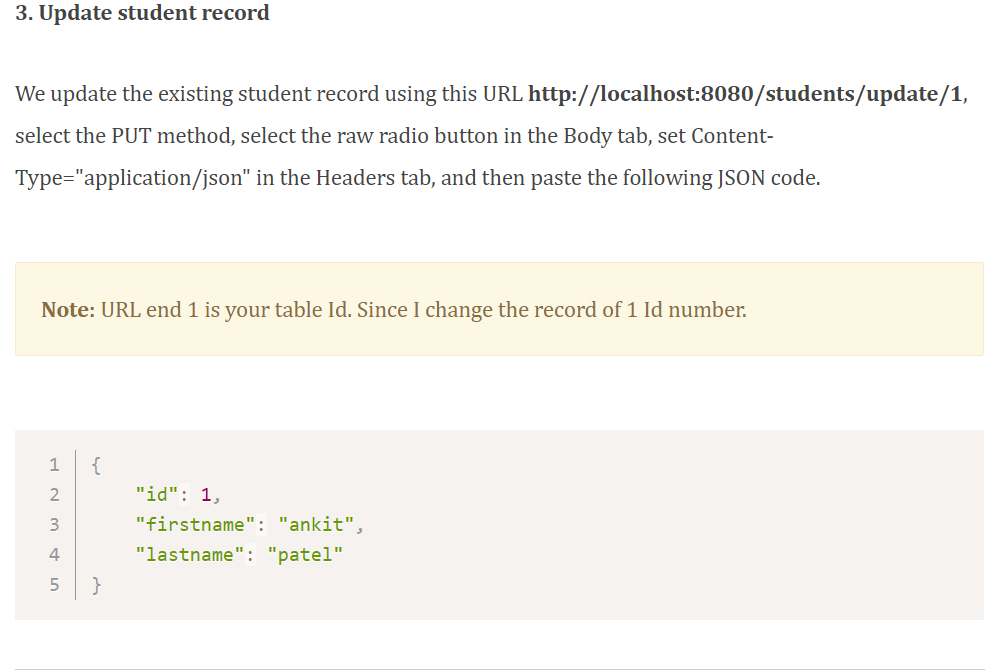 3. Update student record
We update the existing student record using this URL http://localhost:8080/students/update/1,
select the PUT method, select the raw radio button in the Body tab, set Content-
Type="application/json" in the Headers tab, and then paste the following JSON code.
Note: URL end 1 is your table Id. Since I change the record of 1 Id number.
1 {
2     "id": 1,
3     "firstname": "ankit",
4     "lastname": "patel"
5 }